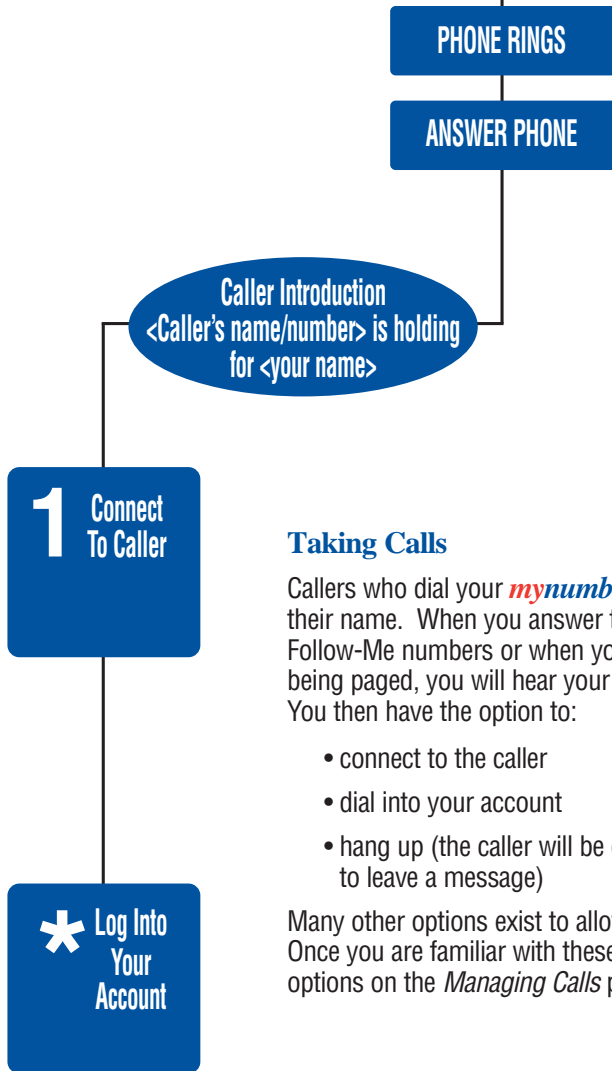 PHONE RINGS
ANSWER PHONE
Caller Introduction
<Caller's name/number> is holding
for <your name>
1 Connect
To Caller
Taking Calls
Callers who dial your mynumb
their name. When you answer
Follow-Me numbers or when
being paged, you will hear your
You then have the option to:
• connect to the caller
• dial into your account
• hang up (the caller will be
to leave a message)
Many other options exist to
Once you are familiar with these
options on the Managing Calls
* Log Into
Your
Account